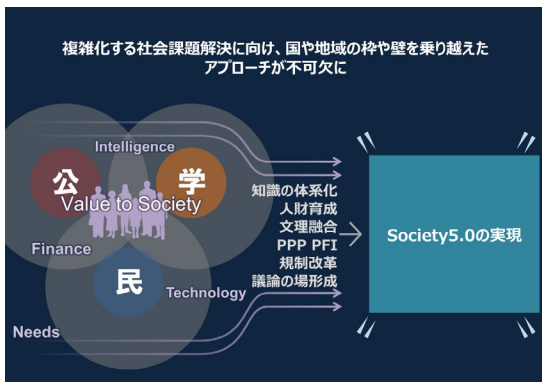 複雑化する社会課題解決に向け、国や地域の枠や壁を乗り越えた
アプローチが不可欠に
Intelligence
公
学
Value to Society
Finance
民
Technology
Needs
知識の体系化
人財育成
文理融合
PPP PFI
規制改革
議論の場形成
Society5.0の実現